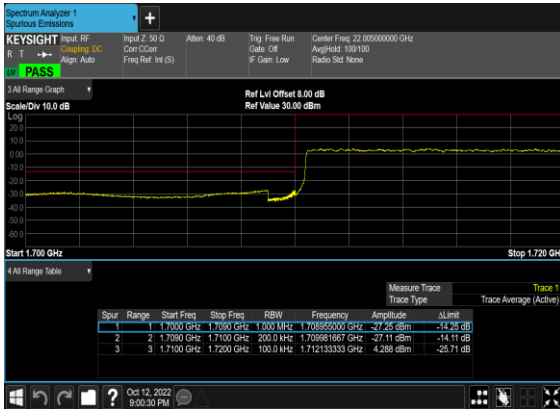 Spectrum Analyzer 1
Spurious Emissions
+
KEYSIGHT Input: RF Input Z: 50 Ω Atten: 40 dB Trig: Free Run Center Freq: 22.005000000 GHz
R T Coupling: DC Corr CCorr Gate: Off Avg|Hold: 100/100
Align: Auto Freq Ref: Int (S) IF Gain: Low Radio Std: None
LNI PASS
3 All Range Graph
Ref Lvl Offset 8.00 dB
Scale/Div 10.0 dB Ref Value 30.00 dBm
Log
20.0
10.0
0.00
-10.0
-20.0
-30.0
-40.0
-50.0
-60.0
Start 1.700 GHz Stop 1.720 GH
4 All Range Table
Measure Trace Trace 1
Trace Type Trace Average (Active)
Spur Range Start Freq Stop Freq RBW Frequency Amplitude ΔLimit
1 1 1.7000 GHz 1.7090 GHz 1.000 MHz 1.708955000 GHz -27.25 dBm -14.25 dB
2 2 1.7090 GHz 1.7100 GHz 200.0 kHz 1.709981667 GHz -27.11 dBm -14.11 dB
3 3 1.7100 GHz 1.7200 GHz 100.0 kHz 1.712133333 GHz 4.288 dBm -25.71 dB
?
Oct 12, 2022
9:00:30 PM